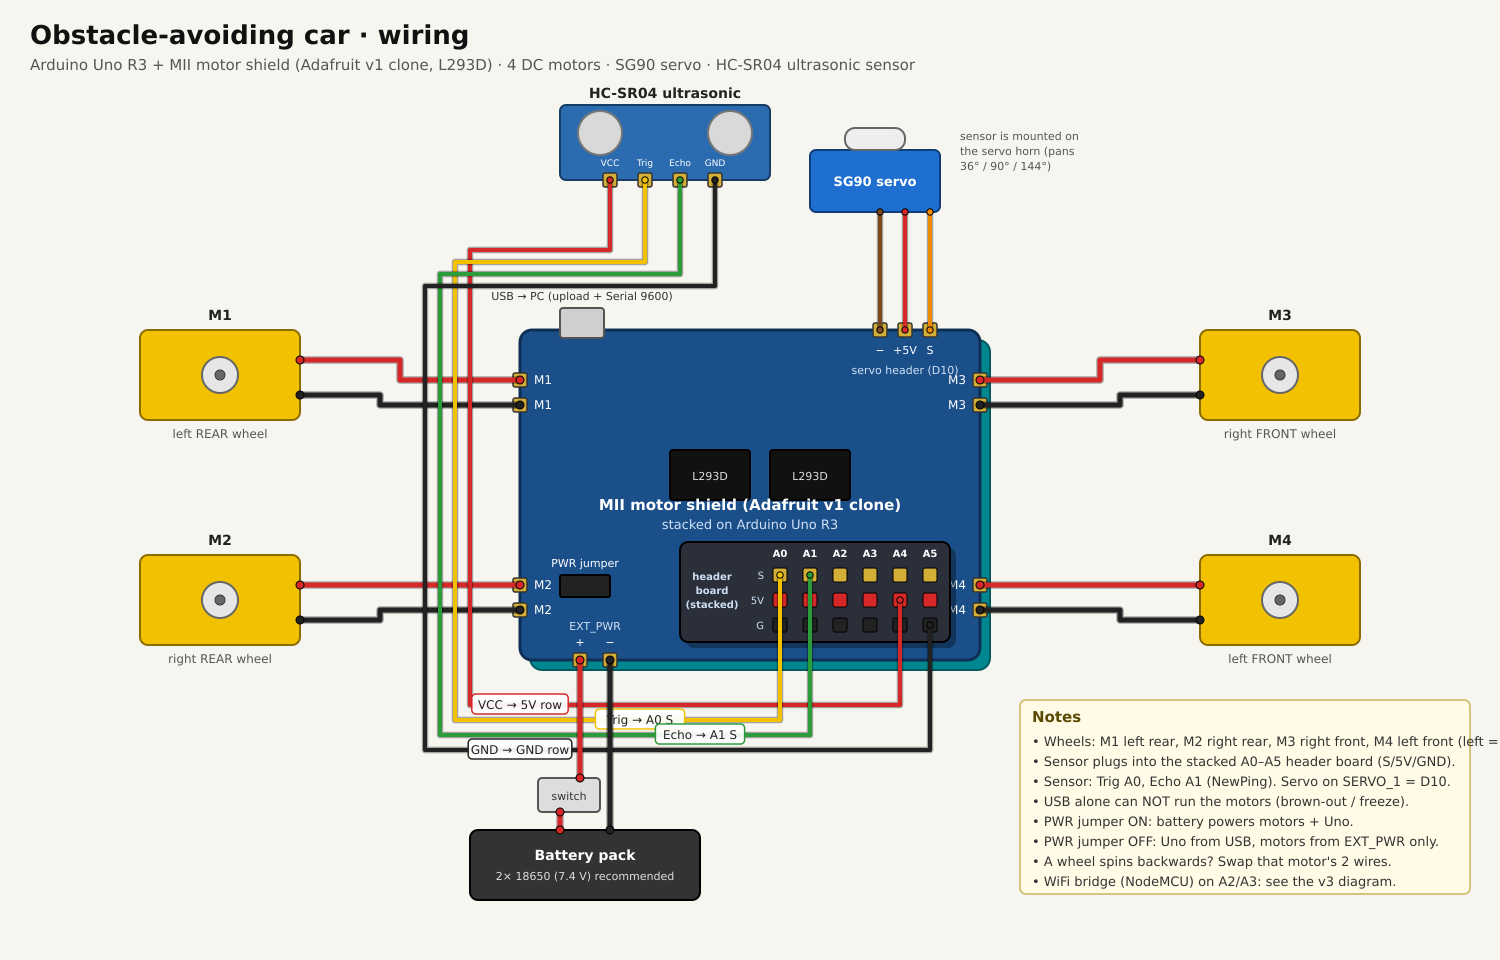 Obstacle-avoiding car · wiring
Arduino Uno R3 + MII motor shield (Adafruit v1 clone, L293D) · 4 DC motors · SG90 servo · HC-SR04 ultrasonic sensor
HC-SR04 ultrasonic
VCC Trig Echo GND
SG90 servo
sensor is mounted on
the servo horn (pans
36° / 90° / 144°)
USB → PC (upload + Serial 9600)
M1
left REAR wheel
M3
right FRONT wheel
− +5V S
servo header (D10)
M1
M1
M3
M3
L293D L293D
MII motor shield (Adafruit v1 clone)
stacked on Arduino Uno R3
M2
right REAR wheel
M4
left FRONT wheel
PWR jumper
M2
M2
EXT_PWR
+ −
header
board
(stacked)
A0 A1 A2 A3 A4 A5
S
5V
G
M4
M4
VCC → 5V row
Trig → A0 S
Echo → A1 S
GND → GND row
switch
Battery pack
2× 18650 (7.4 V) recommended
Notes
• Wheels: M1 left rear, M2 right rear, M3 right front, M4 left front (left =
• Sensor plugs into the stacked A0–A5 header board (S/5V/GND).
• Sensor: Trig A0, Echo A1 (NewPing). Servo on SERVO_1 = D10.
• USB alone can NOT run the motors (brown-out / freeze).
• PWR jumper ON: battery powers motors + Uno.
• PWR jumper OFF: Uno from USB, motors from EXT_PWR only.
• A wheel spins backwards? Swap that motor's 2 wires.
• WiFi bridge (NodeMCU) on A2/A3: see the v3 diagram.